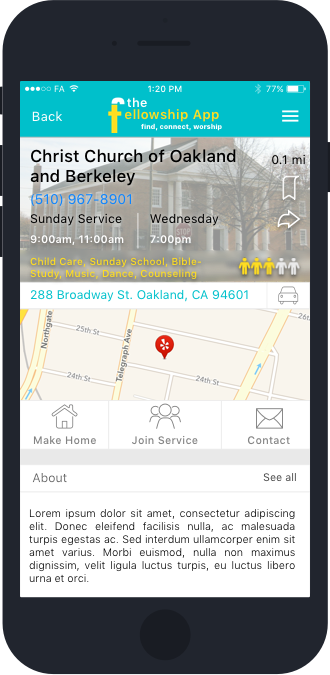 FA 1:20 PM 77%
Back
the
fellowship App
find, connect, worship
Christ Church of Oakland
and Berkeley
0.1 mi
(510) 967-8901
Sunday Service Wednesday
9:00am, 11:00am 7:00pm
Child Care, Sunday School, Bible-
Study, Music, Dance, Counseling
288 Broadway St. Oakland, CA 94601
Northgate
25th St
Telegraph Ave
26th St
24th St
24th St
Make Home Join Service Contact
About See all
Lorem ipsum dolor sit amet, consectetur adipiscing
elit. Donec eleifend facilisis nulla, ac malesuada
turpis egestas ac. Sed interdum ullamcorper enim sit
amet varius. Morbi euismod, nulla non maximus
dignissim, velit ligula luctus turpis, eu luctus libero
urna et orci.